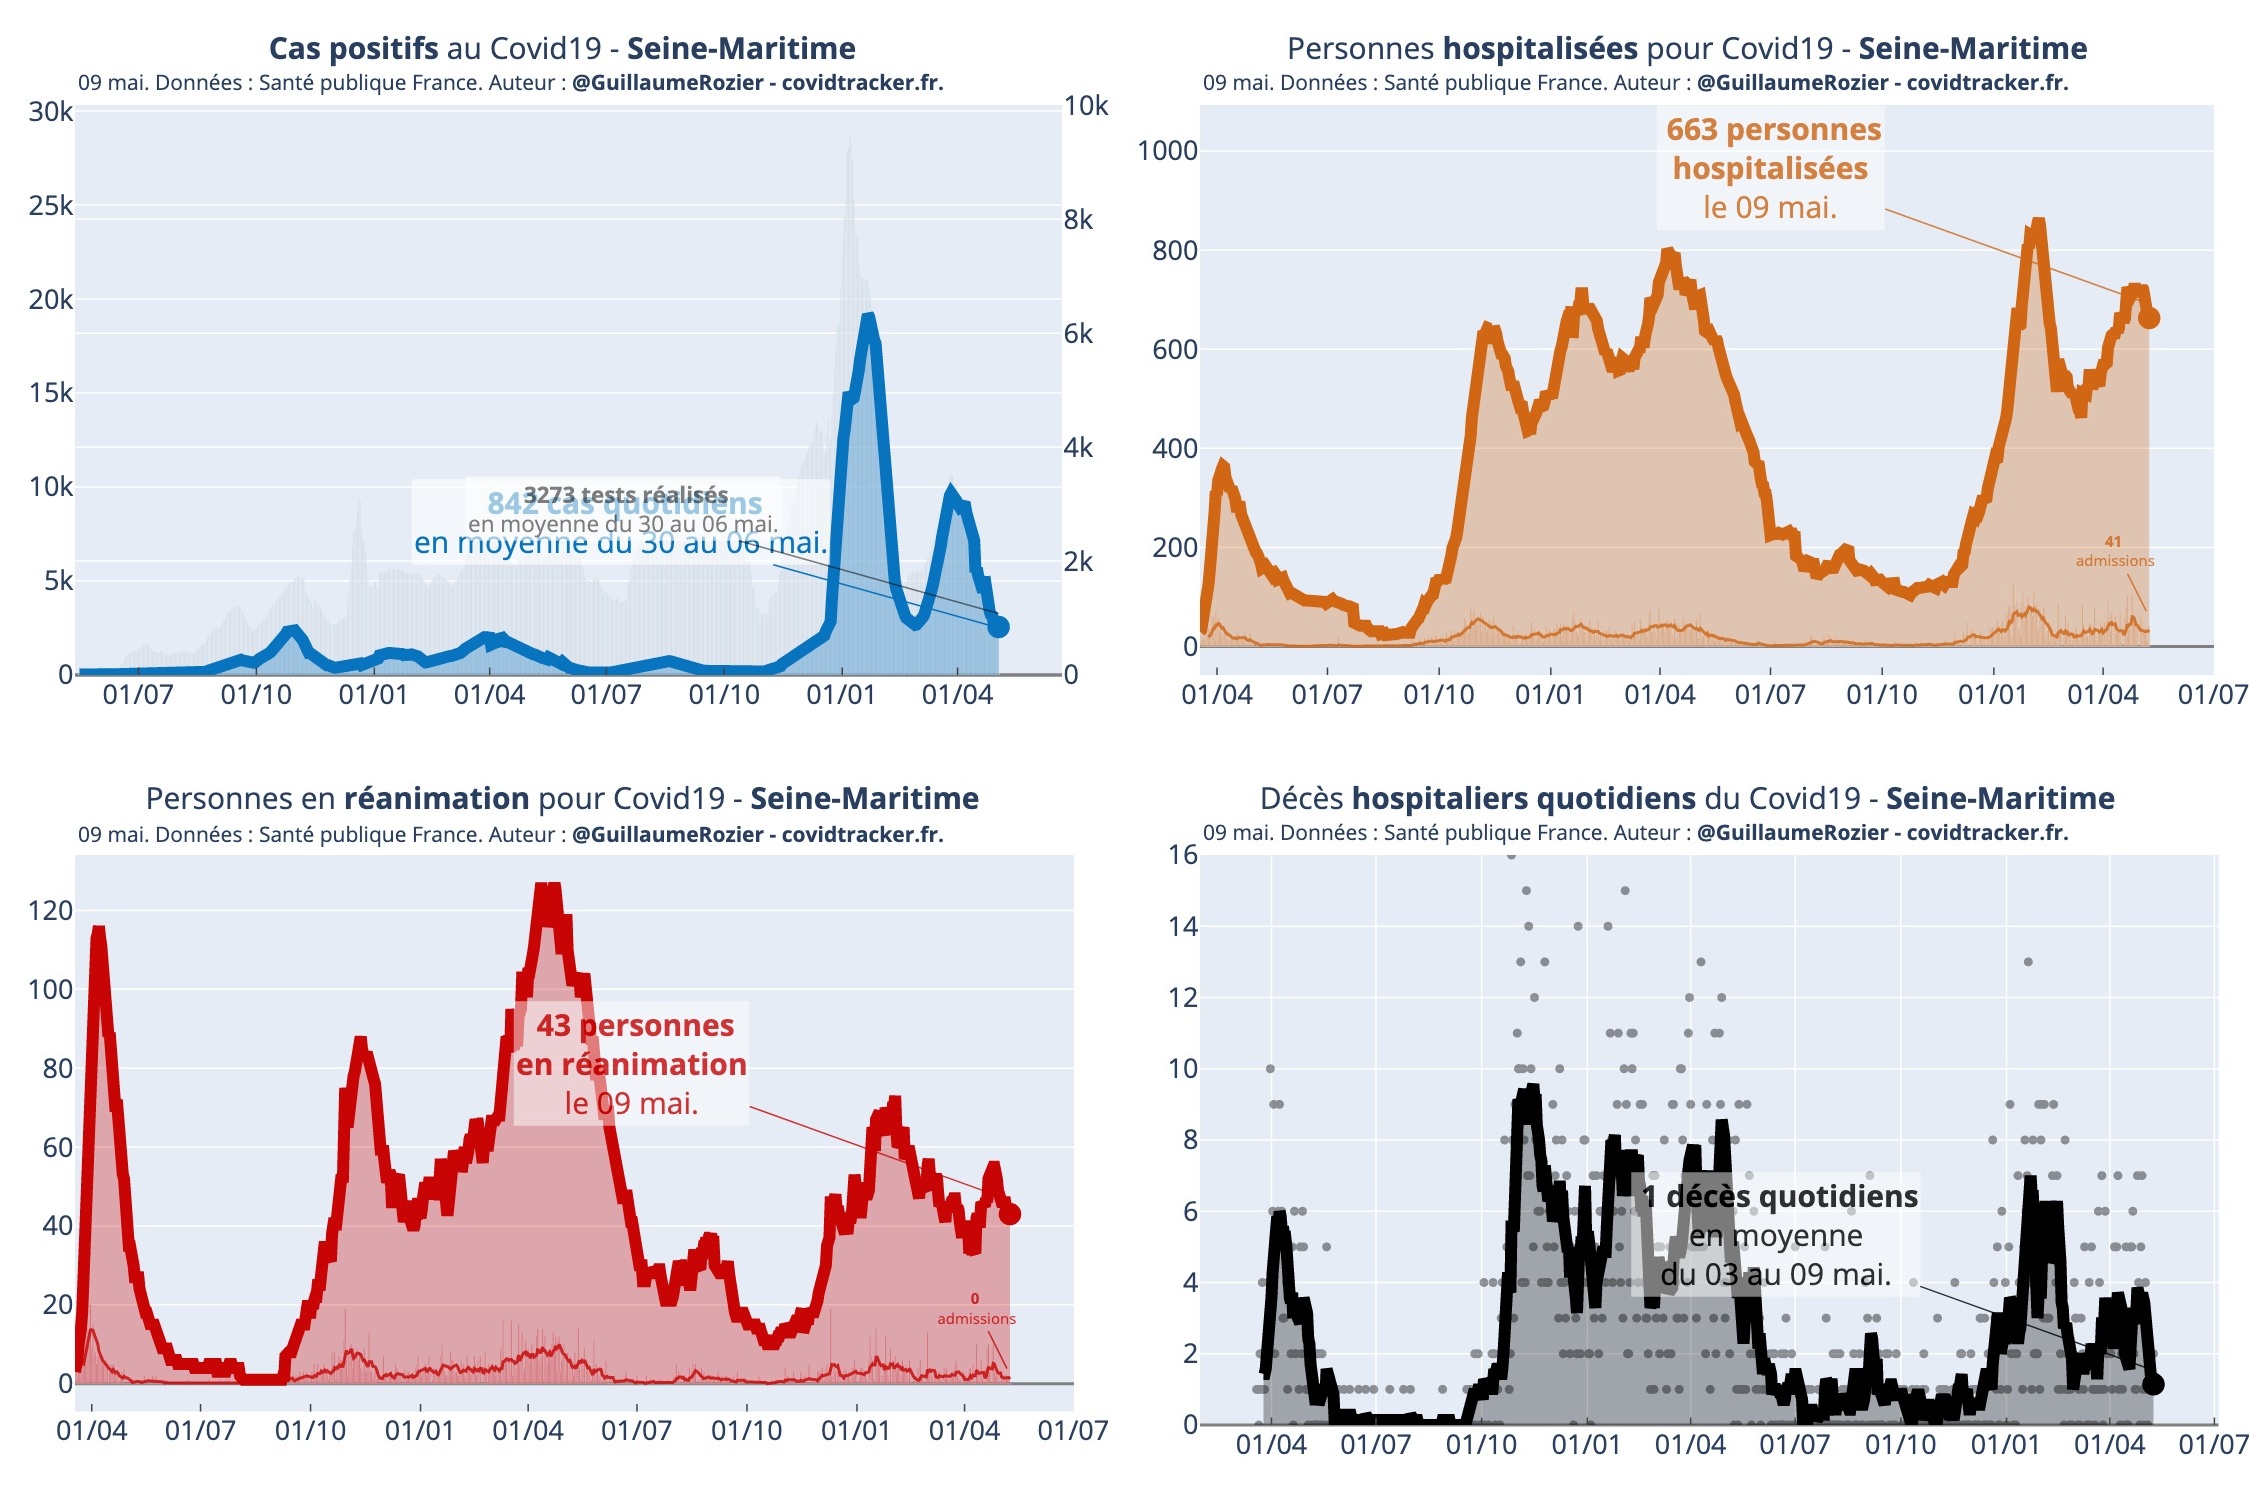 Cas positifs au Covid19 - Seine-Maritime
09 mai. Données : Santé publique France. Auteur : @GuillaumeRozier - covidtracker.fr.
30k
25k
20k
15k
10k
5k
0
10k
8k
6k
4k
2k
0
3273 tests réalisés
842 cas quotidiens
en moyenne du 30 au 06 mai.
en moyenne du 30 au 06 mai.
01/07 01/10 01/01 01/04 01/07 01/10 01/01 01/04
Personnes hospitalisées pour Covid19 - Seine-Maritime
09 mai. Données : Santé publique France. Auteur : @GuillaumeRozier - covidtracker.fr.
663 personnes
hospitalisées
le 09 mai.
1000
800
600
400
200
0
41
admissions
01/04 01/07 01/10 01/01 01/04 01/07 01/10 01/01 01/04 01/07
Personnes en réanimation pour Covid19 - Seine-Maritime
09 mai. Données : Santé publique France. Auteur : @GuillaumeRozier - covidtracker.fr.
120
100
80
60
40
20
0
43 personnes
en réanimation
le 09 mai.
0
admissions
01/04 01/07 01/10 01/01 01/04 01/07 01/10 01/01 01/04 01/07
Décès hospitaliers quotidiens du Covid19 - Seine-Maritime
09 mai. Données : Santé publique France. Auteur : @GuillaumeRozier - covidtracker.fr.
16
14
12
10
8
6
4
2
0
1 décès quotidiens
en moyenne
du 03 au 09 mai.
01/04 01/07 01/10 01/01 01/04 01/07 01/10 01/01 01/04 01/07